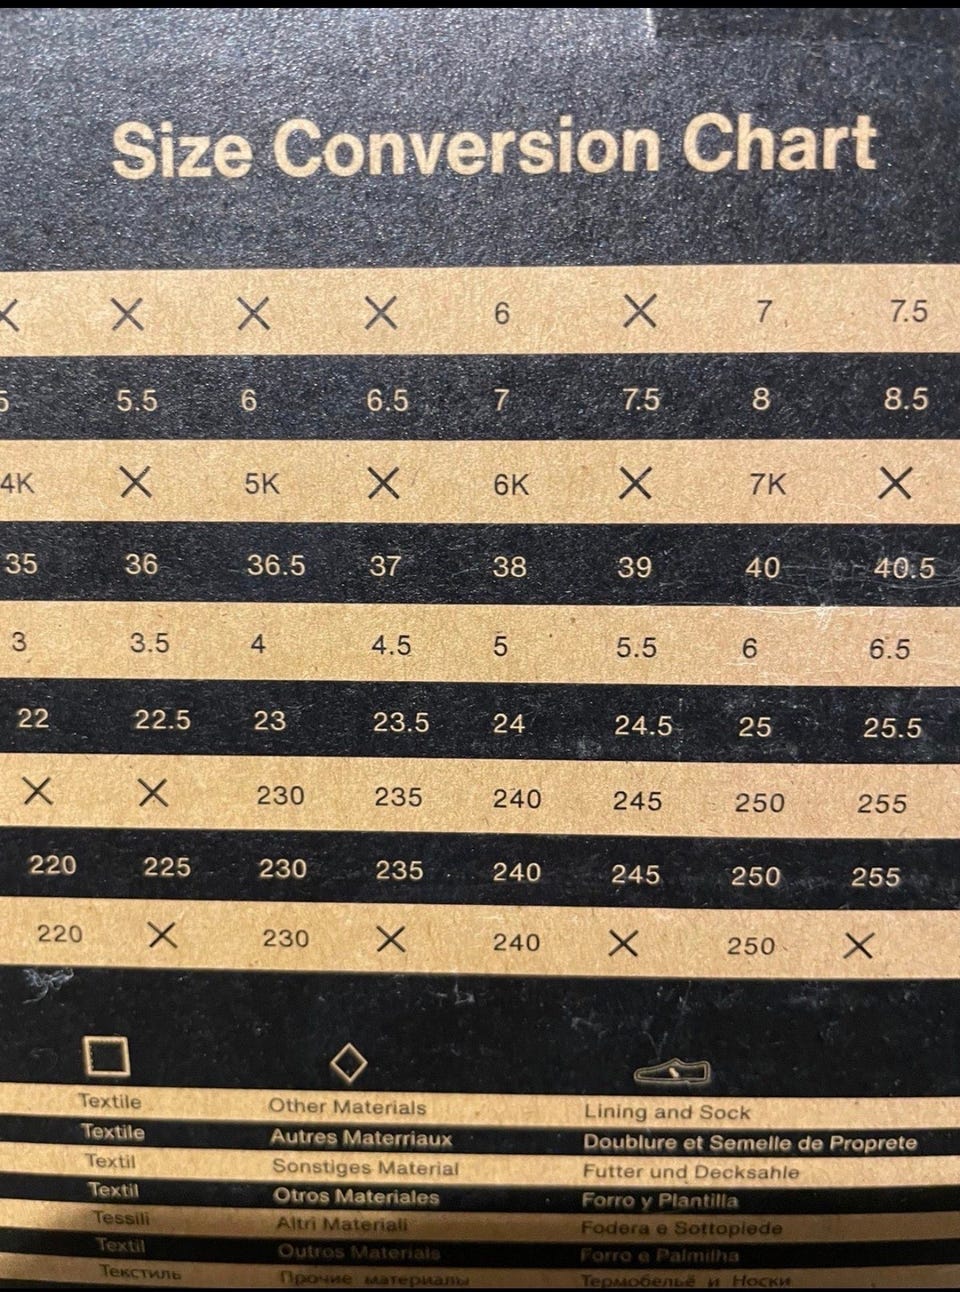 Size Conversion Chart
X X X X 6 X 7 7.5
5 5.5 6 6.5 7 7.5 8 8.5
4K X 5K X 6K X 7K X
35 36 36.5 37 38 39 40 40.5
3 3.5 4 4.5 5 5.5 6 6.5
22 22.5 23 23.5 24 24.5 25 25.5
X X 230 235 240 245 250 255
220 225 230 235 240 245 250 255
220 X 230 X 240 X 250 X
Textile Other Materials Lining and Sock
Textile Autres Materriaux Doublure et Semelle de Proprete
Textil Sonstiges Material Futter und Decksahle
Textil Otros Materiales Forro y Plantilla
Tessili Altri Materiali Fodera e Sottopiede
Textil Outros Materiais Forro e Palmilha
Текстиль Прочие материалы Термобельё и Носки